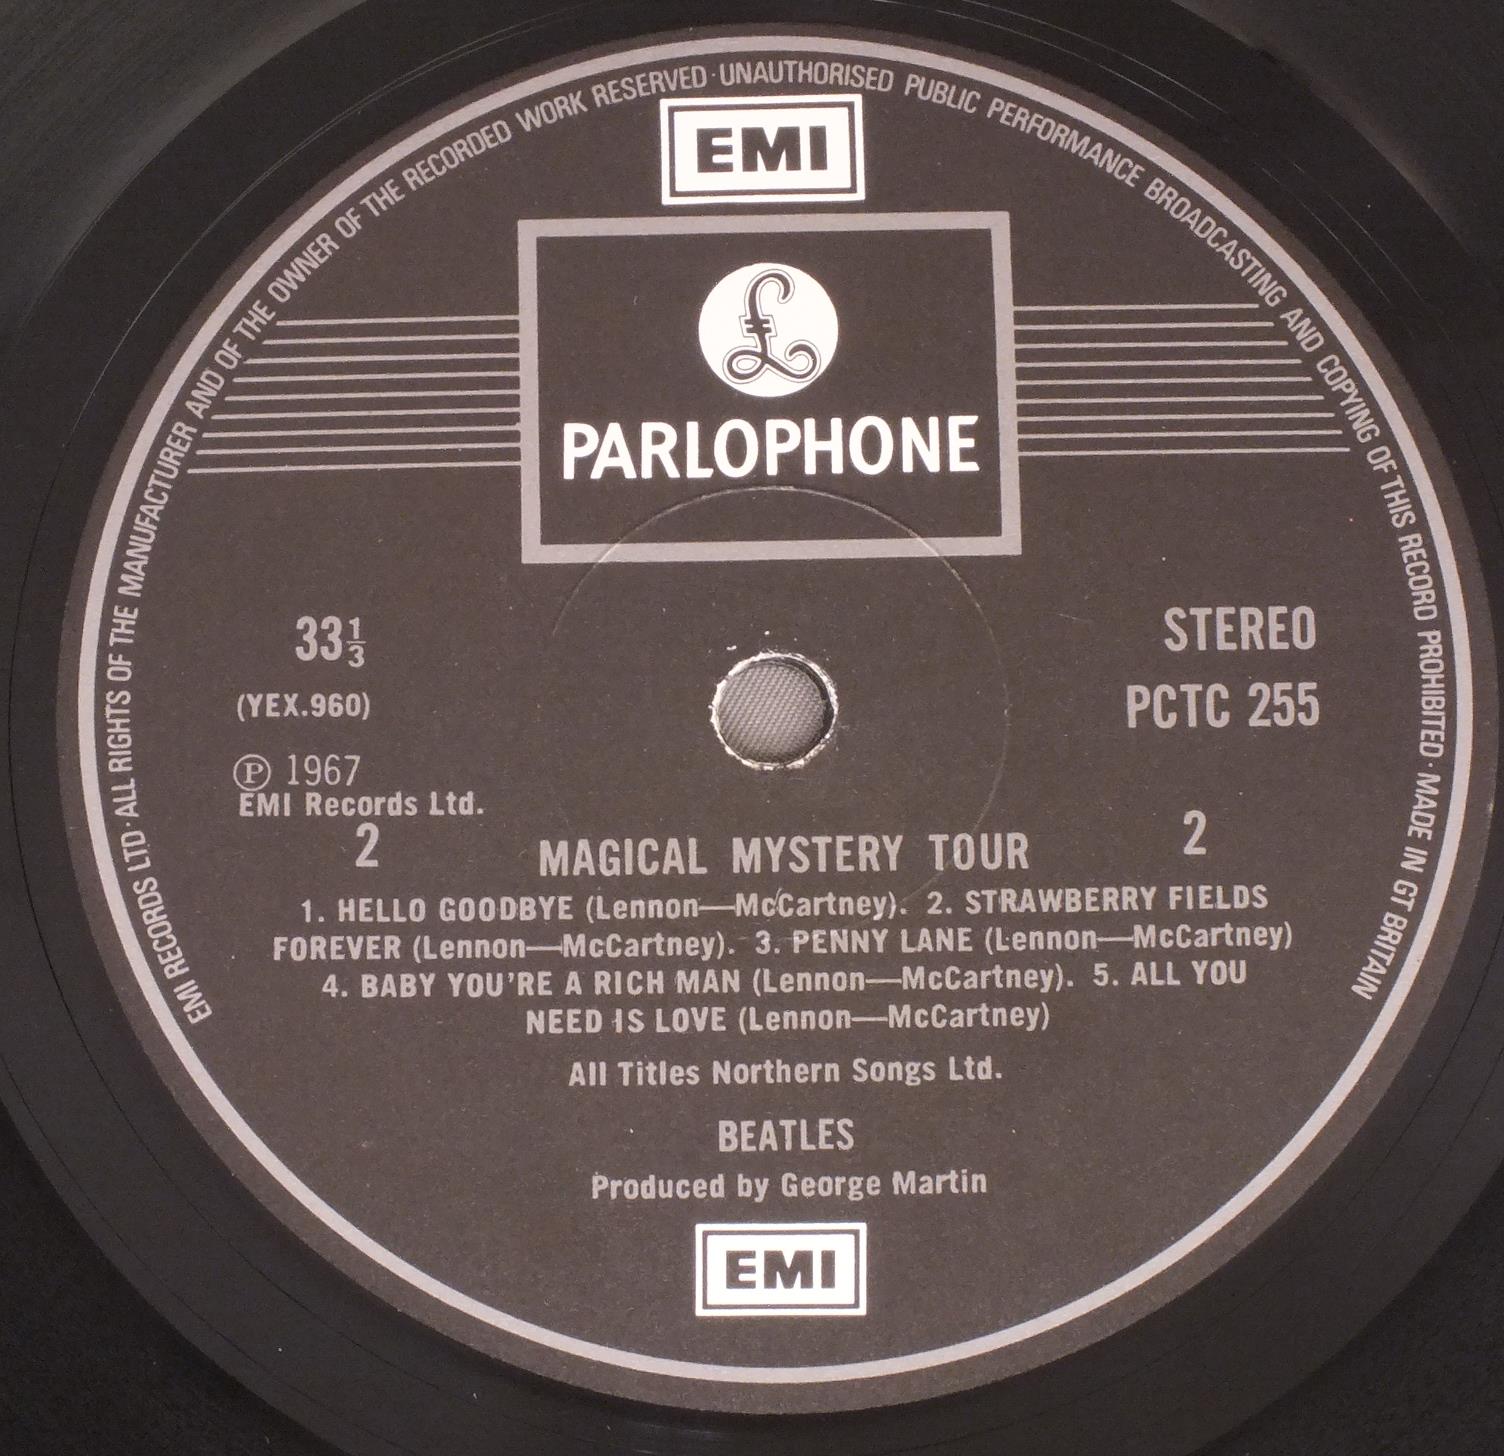 EMI RECORDS LTD · ALL RIGHTS OF THE MANUFACTURER AND OF THE OWNER OF THE RECORDED WORK RESERVED · UNAUTHORISED PUBLIC PERFORMANCE BROADCASTING AND COPYING OF THIS RECORD PROHIBITED · MADE IN GT BRITAIN
EMI
£
PARLOPHONE
33⅓
STEREO
(YEX.960)
PCTC 255
℗ 1967
EMI Records Ltd.
2
MAGICAL MYSTERY TOUR
2
1. HELLO GOODBYE (Lennon—McCartney). 2. STRAWBERRY FIELDS
FOREVER (Lennon—McCartney). 3. PENNY LANE (Lennon—McCartney)
4. BABY YOU'RE A RICH MAN (Lennon—McCartney). 5. ALL YOU
NEED IS LOVE (Lennon—McCartney)
All Titles Northern Songs Ltd.
BEATLES
Produced by George Martin
EMI